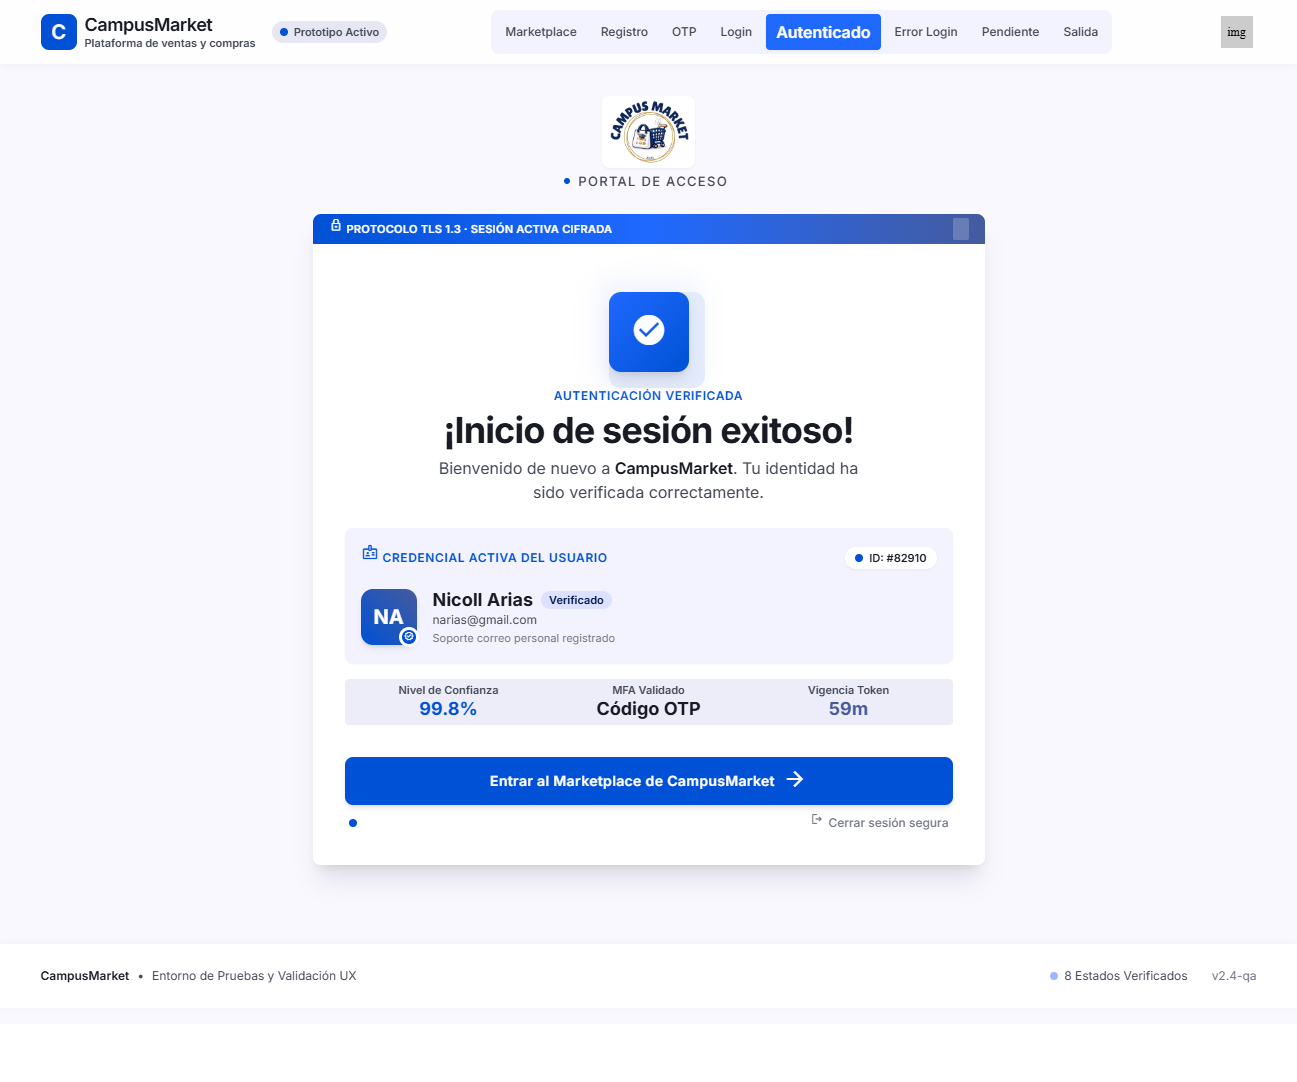 C
CampusMarket
Plataforma de ventas y compras
Prototipo Activo
Marketplace
Registro
OTP
Login
Autenticado
Error Login
Pendiente
Salida
img
CAMPUS MARKET
PORTAL DE ACCESO
PROTOCOLO TLS 1.3 · SESIÓN ACTIVA CIFRADA
AUTENTICACIÓN VERIFICADA
¡Inicio de sesión exitoso!
Bienvenido de nuevo a CampusMarket. Tu identidad ha
sido verificada correctamente.
CREDENCIAL ACTIVA DEL USUARIO
ID: #82910
NA
Nicoll Arias
Verificado
narias@gmail.com
Soporte correo personal registrado
Nivel de Confianza
99.8%
MFA Validado
Código OTP
Vigencia Token
59m
Entrar al Marketplace de CampusMarket
Cerrar sesión segura
CampusMarket • Entorno de Pruebas y Validación UX
8 Estados Verificados
v2.4-qa